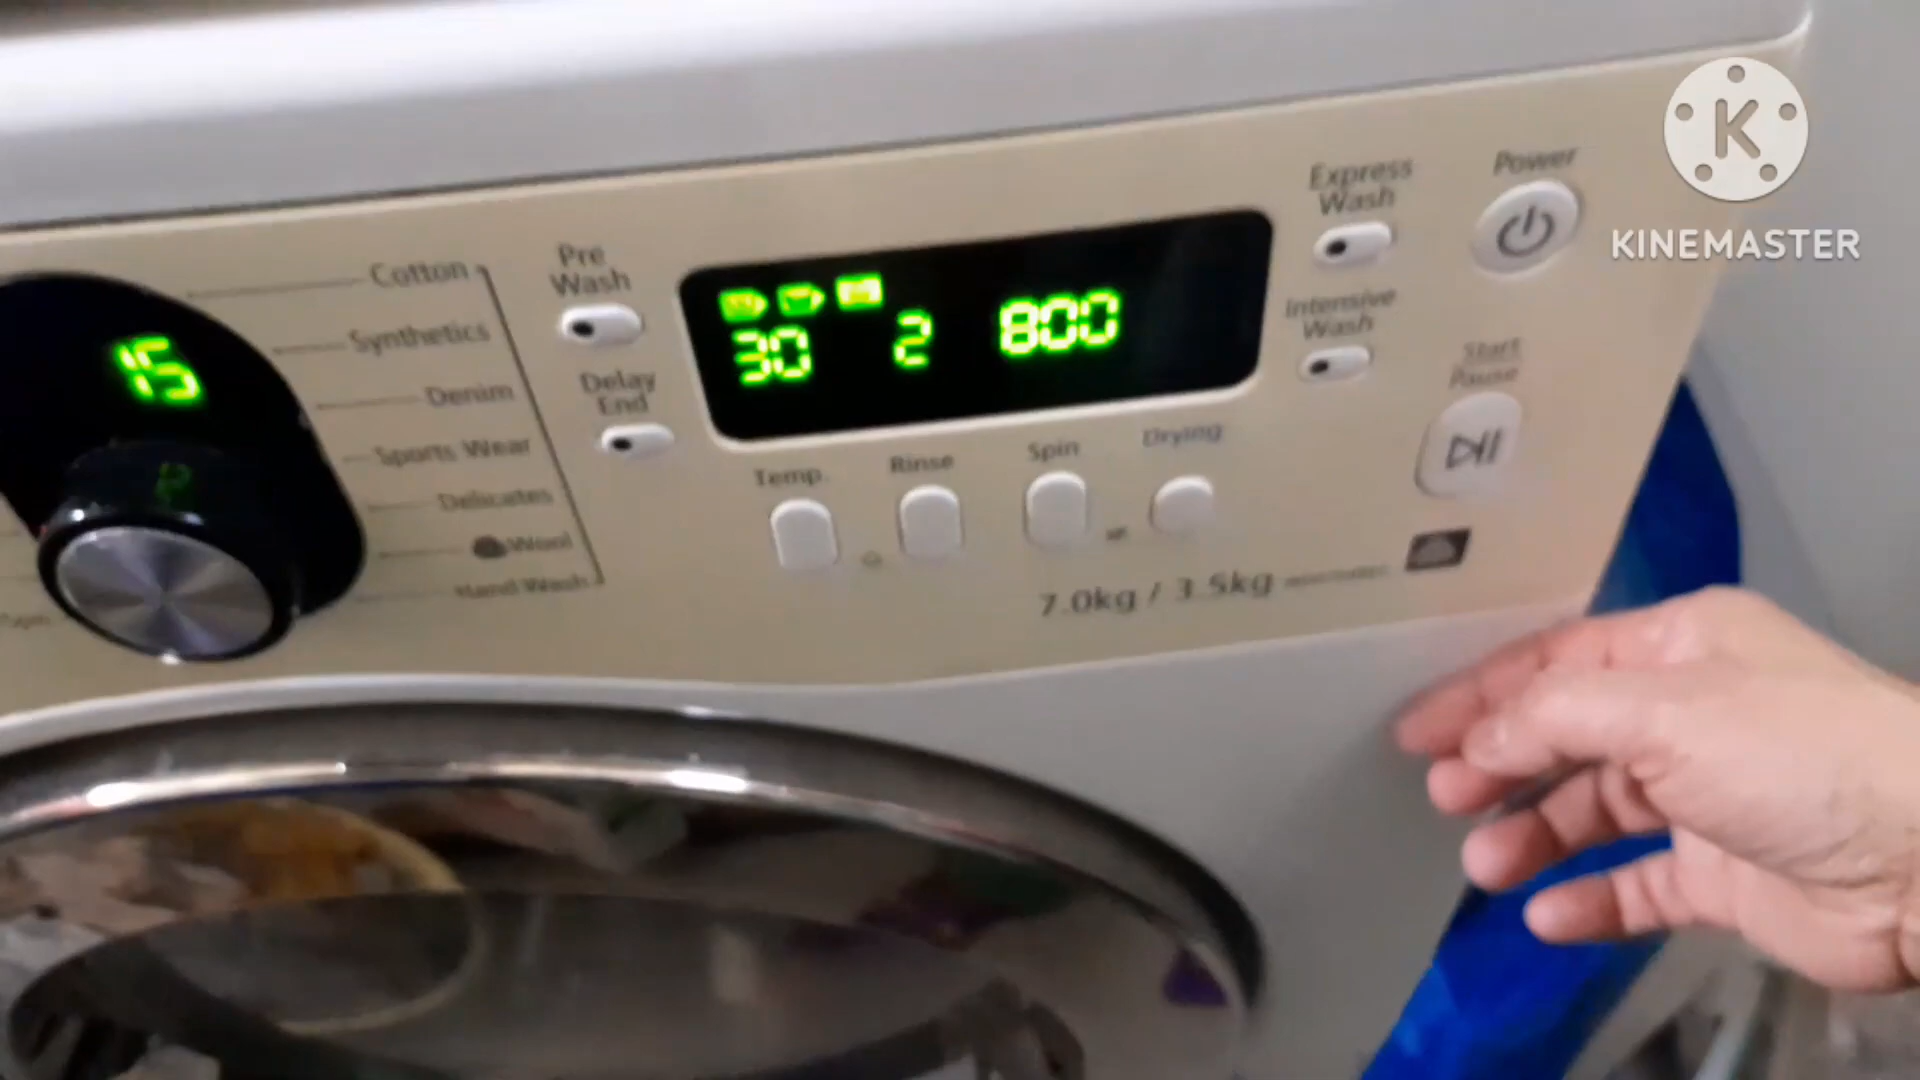 Cotton
Synthetics
Denim
Sports Wear
Delicates
Wool
Hand Wash
Spin
15
Pre
Wash
Delay
End
30 2 800
Temp.
Rinse
Spin
Drying
7.0kg / 3.5kg
Express
Wash
Intensive
Wash
Power
Start
Pause
K
KINEMASTER